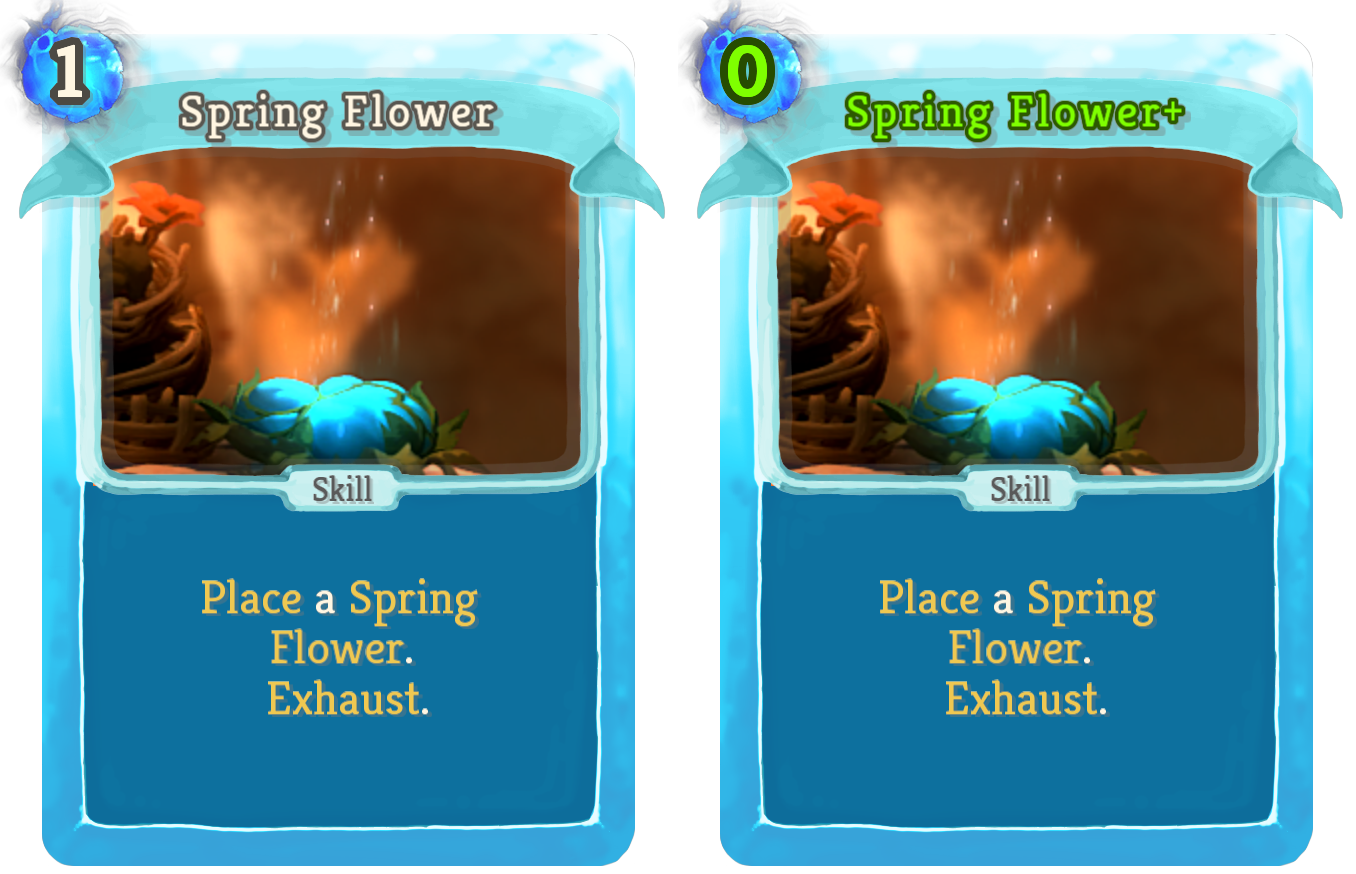 1
Spring Flower
Skill
Place a Spring
Flower.
Exhaust.
0
Spring Flower+
Skill
Place a Spring
Flower.
Exhaust.